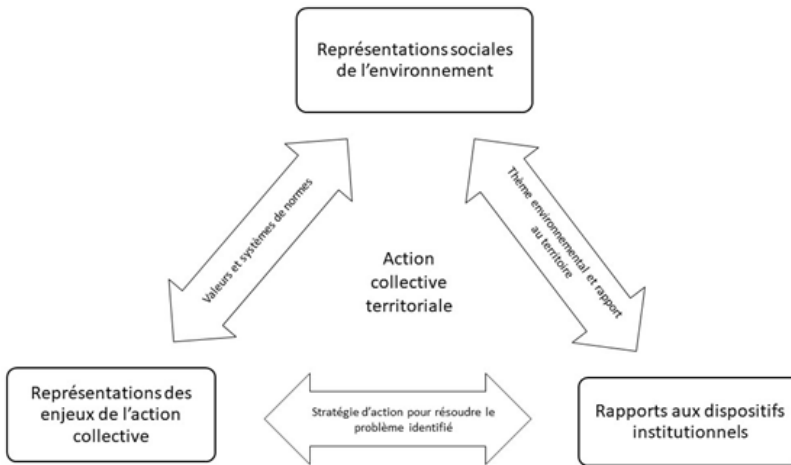 Représentations sociales
de l'environnement
Valeurs et systèmes de normes
Thème environnemental et rapport
au territoire
Action
collective
territoriale
Représentations des
enjeux de l'action
collective
Stratégie d'action pour résoudre le
problème identifié
Rapports aux dispositifs
institutionnels